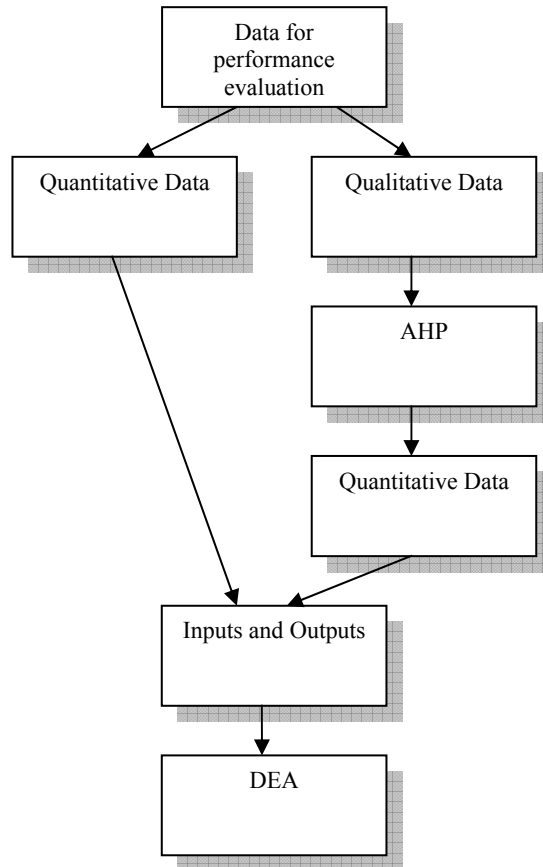 Data for
performance
evaluation
Quantitative Data
Qualitative Data
AHP
Quantitative Data
Inputs and Outputs
DEA